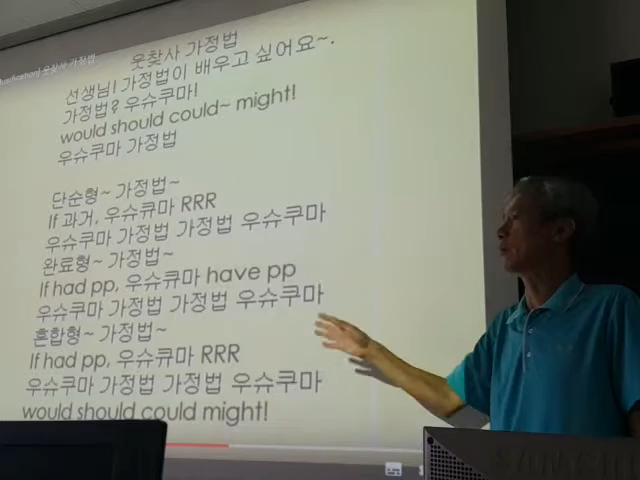 웃찾사 가정법
웃찾사 가정법
선생님! 가정법이 배우고 싶어요~.
가정법? 우슈쿠마!
would should could~ might!
우슈쿠마 가정법
단순형~ 가정법~
If 과거, 우슈큐마 RRR
우슈쿠마 가정법 가정법 우슈쿠마
완료형~ 가정법~
If had pp, 우슈큐마 have pp
우슈쿠마 가정법 가정법 우슈쿠마
혼합형~ 가정법~
If had pp, 우슈큐마 RRR
우슈쿠마 가정법 가정법 우슈쿠마
would should could might!